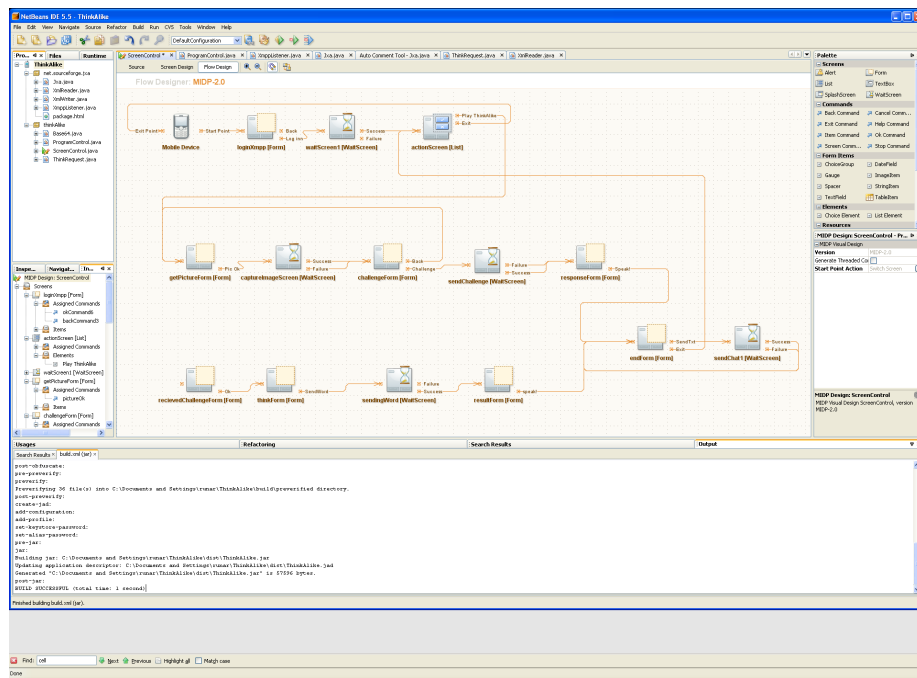 NetBeans IDE 5.5 - ThinkAlike
File Edit View Navigate Source Refactor Build Run CVS Tools Window Help
DefaultConfiguration
Pro... Files Runtime
ScreenControl * ProgramControl.java XmppListener.java Jxa.java Auto Comment Tool - Jxa.java ThinkRequest.java XmlReader.java
Source Screen Design Flow Design
Flow Designer: MIDP-2.0
ThinkAlike
net.sourceforge.jxa
Jxa.java
XmlReader.java
XmlWriter.java
XmppListener.java
package.html
thinkAlike
Base64.java
ProgramControl.java
ScreenControl.java
ThinkRequest.java
Exit Point Start Point
Mobile Device
Back
Log inn
loginXmpp [Form]
Success
Failure
waitScreen1 [WaitScreen]
Play ThinkAlike
Exit
actionScreen [List]
Pic Ok
getPictureForm [Form]
Success
Failure
captureImageScreen [WaitScreen]
Back
Challenge
challengeForm [Form]
Failure
Success
sendChallenge [WaitScreen]
Speak!
responseForm [Form]
SendTxt
Exit
endForm [Form]
Success
Failure
sendChat1 [WaitScreen]
Ok
recievedChallengeForm [Form]
SendWord
thinkForm [Form]
Failure
Success
sendingWord [WaitScreen]
speak!
resultForm [Form]
Palette
Screens
Alert Form
List TextBox
SplashScreen WaitScreen
Commands
Back Command Cancel Comm...
Exit Command Help Command
Item Command Ok Command
Screen Comm... Stop Command
Form Items
ChoiceGroup DateField
Gauge ImageItem
Spacer StringItem
TextField TableItem
Elements
Choice Element List Element
Resources
MIDP Design: ScreenControl - Pr...
MIDP Visual Design
Version MIDP-2.0
Generate Threaded Co
Start Point Action Switch Screen
MIDP Design: ScreenControl
MIDP Visual Design ScreenControl, version
MIDP-2.0
Inspe... Navigat... In...
MIDP Design: ScreenControl
Screens
loginXmpp [Form]
Assigned Commands
okCommand6
backCommand3
Items
actionScreen [List]
Assigned Commands
Elements
Play ThinkAlike
waitScreen1 [WaitScreen]
getPictureForm [Form]
Assigned Commands
pictureOk
Items
challengeForm [Form]
Assigned Commands
Usages Refactoring Search Results Output
Search Results build.xml (jar)
post-obfuscate:
pre-preverify:
preverify:
Preverifying 36 file(s) into C:\Documents and Settings\runar\ThinkAlike\build\preverified directory.
post-preverify:
create-jad:
add-configuration:
add-profile:
set-keystore-password:
set-alias-password:
pre-jar:
jar:
Building jar: C:\Documents and Settings\runar\ThinkAlike\dist\ThinkAlike.jar
Updating application descriptor: C:\Documents and Settings\runar\ThinkAlike\dist\ThinkAlike.jad
Generated "C:\Documents and Settings\runar\ThinkAlike\dist\ThinkAlike.jar" is 57596 bytes.
post-jar:
BUILD SUCCESSFUL (total time: 1 second)
Finished building build.xml (jar).
Find: cell Next Previous Highlight all Match case
Done